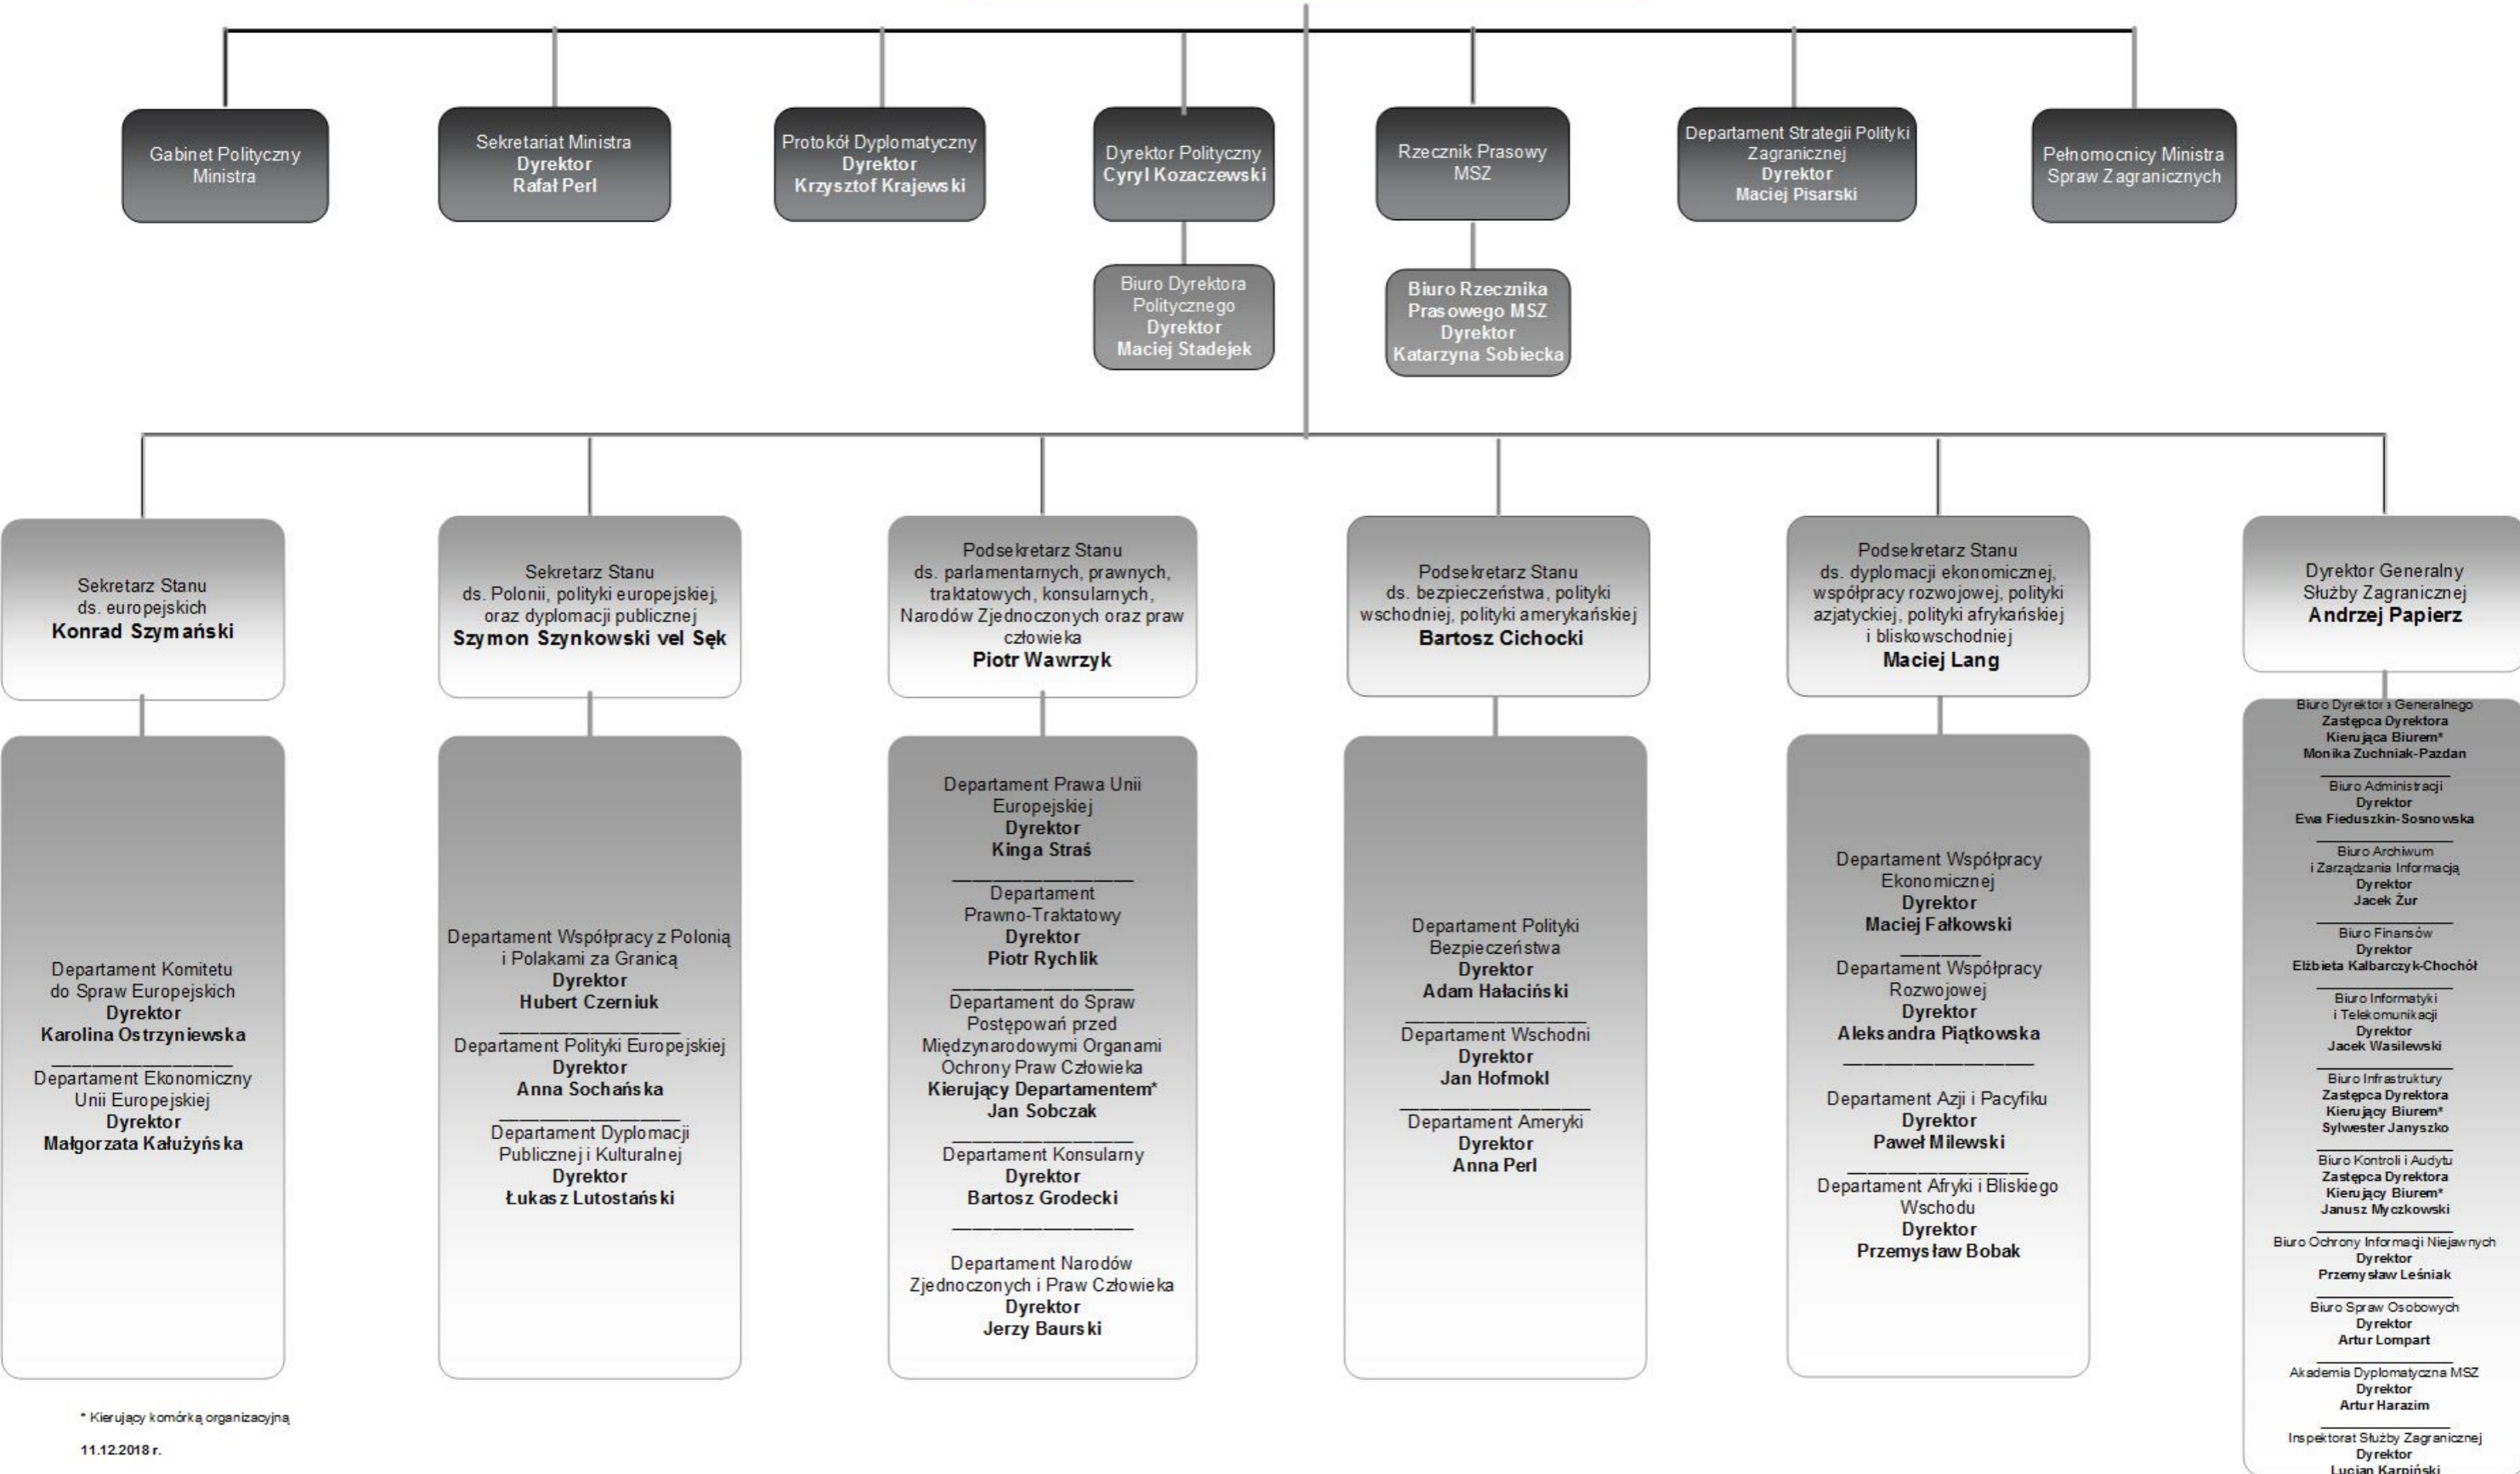 Gabinet Polityczny
Ministra
Sekretariat Ministra
Dyrektor
Rafał Perl
Protokół Dyplomatyczny
Dyrektor
Krzysztof Krajewski
Dyrektor Polityczny
Cyryl Kozaczewski
Rzecznik Prasowy
MSZ
Departament Strategii Polityki
Zagranicznej
Dyrektor
Maciej Pisarski
Pełnomocnicy Ministra
Spraw Zagranicznych
Biuro Dyrektora
Politycznego
Dyrektor
Maciej Stadejek
Biuro Rzecznika
Prasowego MSZ
Dyrektor
Katarzyna Sobiecka
Sekretarz Stanu
ds. europejskich
Konrad Szymański
Sekretarz Stanu
ds. Polonii, polityki europejskiej,
oraz dyplomacji publicznej
Szymon Szynkowski vel Sęk
Podsekretarz Stanu
ds. parlamentarnych, prawnych,
traktatowych, konsularnych,
Narodów Zjednoczonych oraz praw
człowieka
Piotr Wawrzyk
Podsekretarz Stanu
ds. bezpieczeństwa, polityki
wschodniej, polityki amerykańskiej
Bartosz Cichocki
Podsekretarz Stanu
ds. dyplomacji ekonomicznej,
współpracy rozwojowej, polityki
azjatyckiej, polityki afrykańskiej
i bliskowschodniej
Maciej Lang
Dyrektor Generalny
Służby Zagranicznej
Andrzej Papierz
Departament Komitetu
do Spraw Europejskich
Dyrektor
Karolina Ostrzyniewska
Departament Ekonomiczny
Unii Europejskiej
Dyrektor
Małgorzata Kałużyńska
Departament Współpracy z Polonią
i Polakami za Granicą
Dyrektor
Hubert Czerniuk
Departament Polityki Europejskiej
Dyrektor
Anna Sochańska
Departament Dyplomacji
Publicznej i Kulturalnej
Dyrektor
Łukasz Lutostański
Departament Prawa Unii
Europejskiej
Dyrektor
Kinga Straś
Departament
Prawno-Traktatowy
Dyrektor
Piotr Rychlik
Departament do Spraw
Postępowań przed
Międzynarodowymi Organami
Ochrony Praw Człowieka
Kierujący Departamentem*
Jan Sobczak
Departament Konsularny
Dyrektor
Bartosz Grodecki
Departament Narodów
Zjednoczonych i Praw Człowieka
Dyrektor
Jerzy Baurski
Departament Polityki
Bezpieczeństwa
Dyrektor
Adam Hałaciński
Departament Wschodni
Dyrektor
Jan Hofmokl
Departament Ameryki
Dyrektor
Anna Perl
Departament Współpracy
Ekonomicznej
Dyrektor
Maciej Fałkowski
Departament Współpracy
Rozwojowej
Dyrektor
Aleksandra Piątkowska
Departament Azji i Pacyfiku
Dyrektor
Paweł Milewski
Departament Afryki i Bliskiego
Wschodu
Dyrektor
Przemysław Bobak
Biuro Dyrektora Generalnego
Zastępca Dyrektora
Kierująca Biurem*
Monika Zuchniak-Pazdan
Biuro Administracji
Dyrektor
Ewa Fieduszkin-Sosnowska
Biuro Archiwum
i Zarządzania Informacją
Dyrektor
Jacek Żur
Biuro Finansów
Dyrektor
Elżbieta Kalbarczyk-Chochół
Biuro Informatyki
i Telekomunikacji
Dyrektor
Jacek Wasilewski
Biuro Infrastruktury
Zastępca Dyrektora
Kierujący Biurem*
Sylwester Janyszko
Biuro Kontroli i Audytu
Zastępca Dyrektora
Kierujący Biurem*
Janusz Myczkowski
Biuro Ochrony Informacji Niejawnych
Dyrektor
Przemysław Leśniak
Biuro Spraw Osobowych
Dyrektor
Artur Lompart
Akademia Dyplomatyczna MSZ
Dyrektor
Artur Harazim
Inspektorat Służby Zagranicznej
Dyrektor
Lucjan Karpiński
* Kierujący komórką organizacyjną
11.12.2018 r.